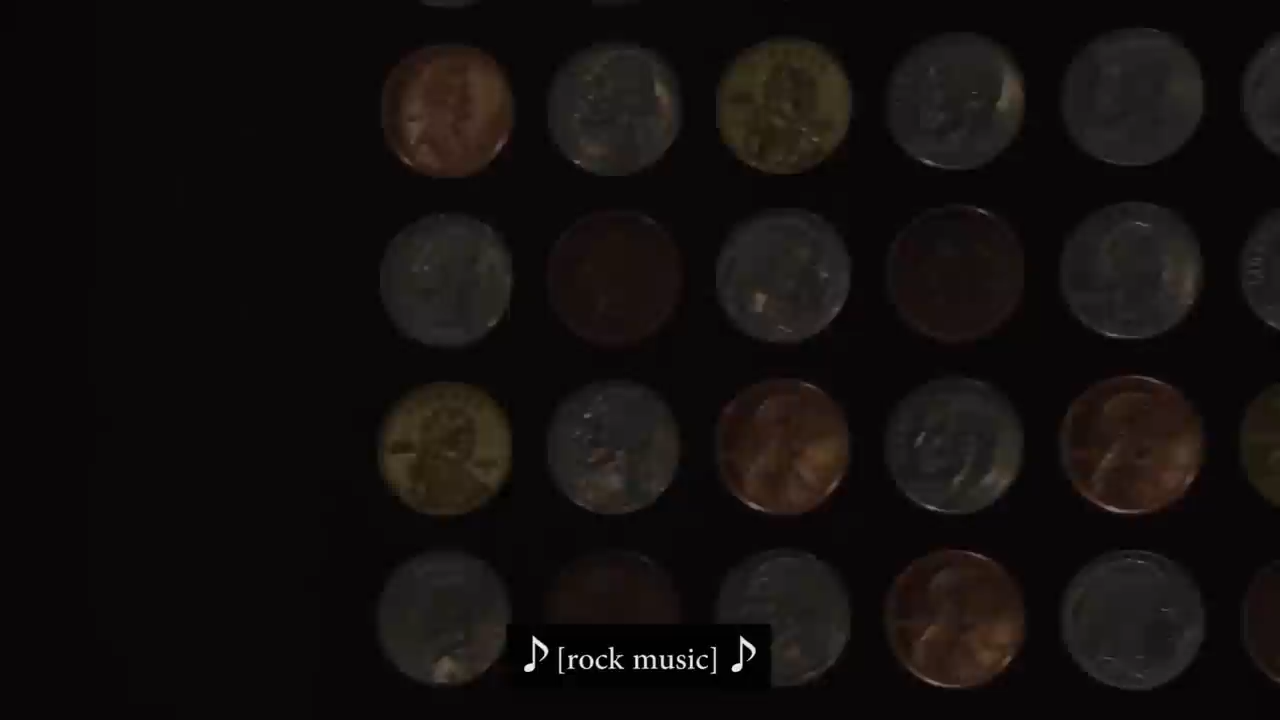 ♪ [rock music] ♪